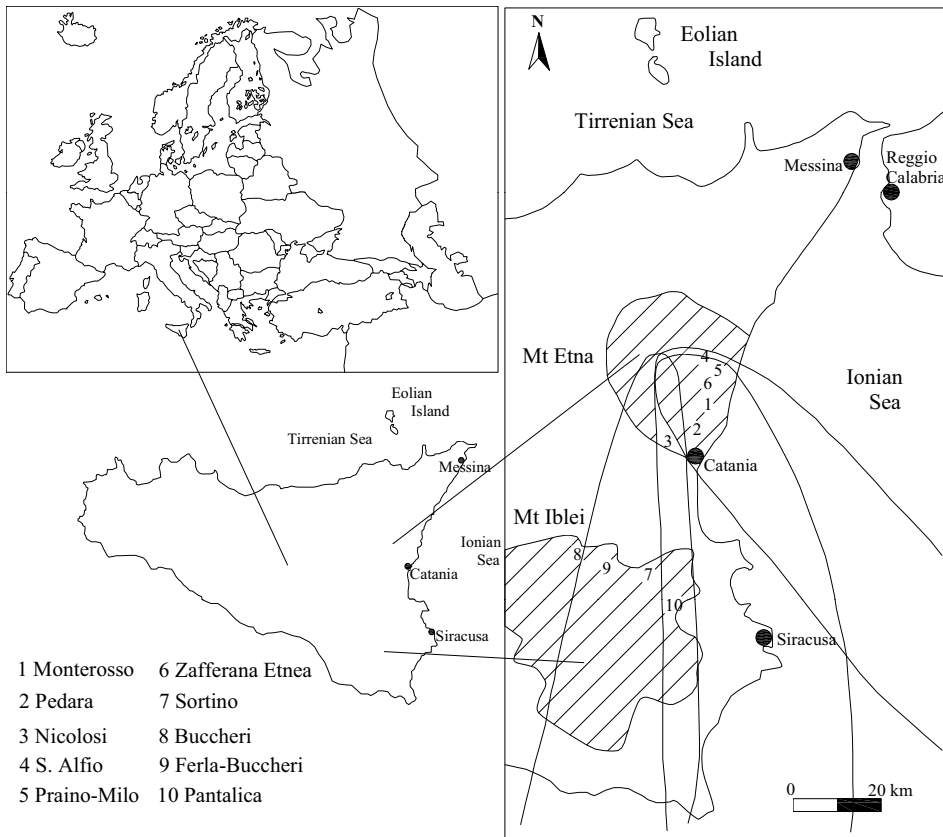 N
Eolian
Island
Tirrenian Sea
Messina
Reggio
Calabria
Mt Etna
4
5
6
1
2
3
Ionian
Sea
Catania
Mt Iblei
8
9
7
10
Siracusa
0 20 km
Eolian
Island
Tirrenian Sea
Messina
Ionian
Sea
Catania
Siracusa
1 Monterosso
2 Pedara
3 Nicolosi
4 S. Alfio
5 Praino-Milo
6 Zafferana Etnea
7 Sortino
8 Buccheri
9 Ferla-Buccheri
10 Pantalica